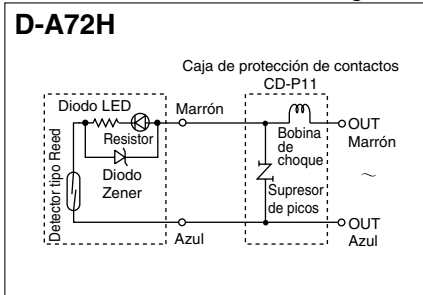 D-A72H
Caja de protección de contactos
CD-P11
Diodo LED
Marrón
OUT
Marrón
Resistor
Bobina
de
choque
Detector tipo Reed
Diodo
Zener
Supresor
de picos
~
Azul
OUT
Azul